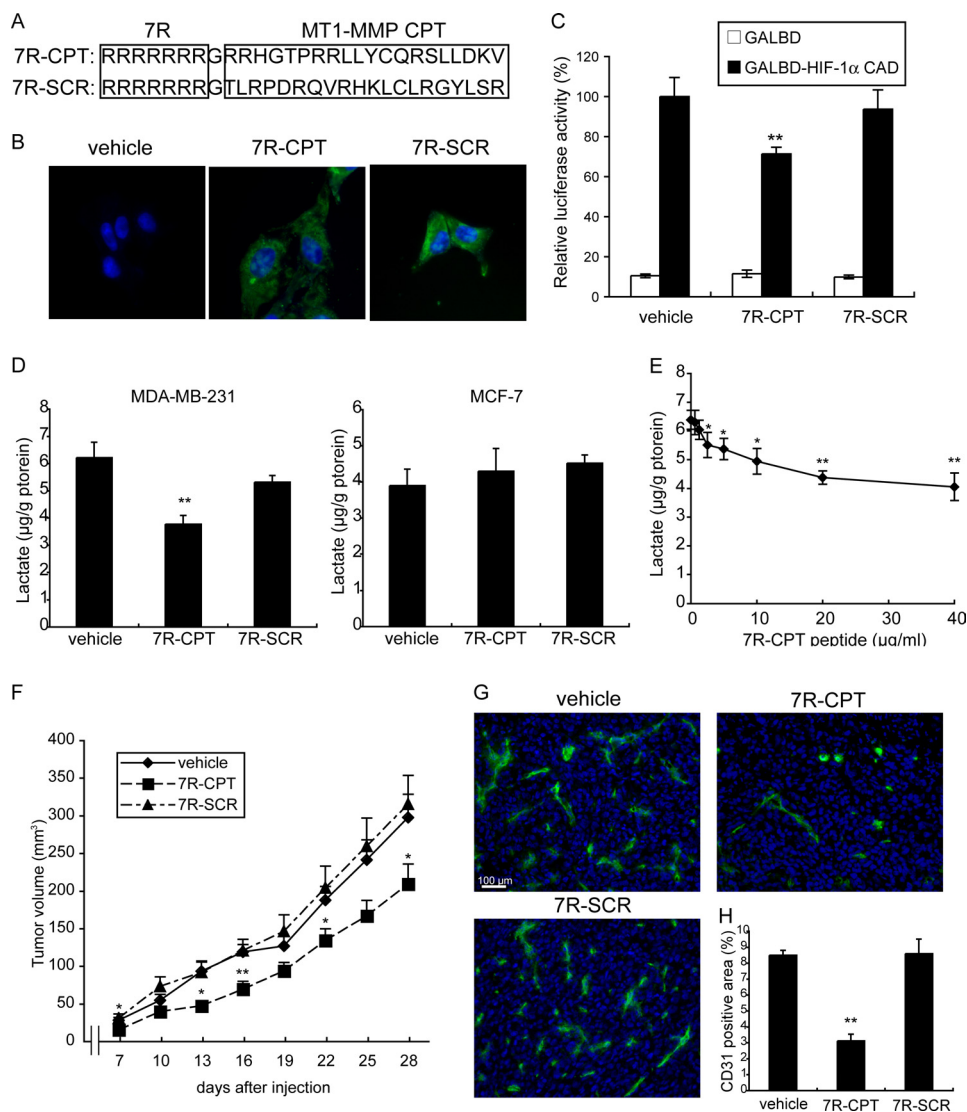 A
7R MT1-MMP CPT
7R-CPT: RRRRRRRGRRHGTPRRLLYCQRSLLDKV
7R-SCR: RRRRRRRGTLRPDRQVRHKLCLRGYLSR
B
vehicle 7R-CPT 7R-SCR
C
GALBD
GALBD-HIF-1α CAD
Relative luciferase activity (%)
120
100
80
60
40
20
0
**
vehicle 7R-CPT 7R-SCR
D
MDA-MB-231
Lactate (µg/g ptorein)
8
7
6
5
4
3
2
1
0
**
vehicle 7R-CPT 7R-SCR
MCF-7
Lactate (µg/g ptorein)
6
5
4
3
2
1
0
vehicle 7R-CPT 7R-SCR
E
Lactate (µg/g ptorein)
8
7
6
5
4
3
2
1
0
* * * ** **
0 10 20 30 40
7R-CPT peptide (µg/ml)
F
Tumor volume (mm³)
400
350
300
250
200
150
100
50
0
vehicle
7R-CPT
7R-SCR
* * ** * *
7 10 13 16 19 22 25 28
days after injection
G
vehicle 7R-CPT
100 µm
7R-SCR
H
CD31 positive area (%)
10
9
8
7
6
5
4
3
2
1
0
**
vehicle 7R-CPT 7R-SCR